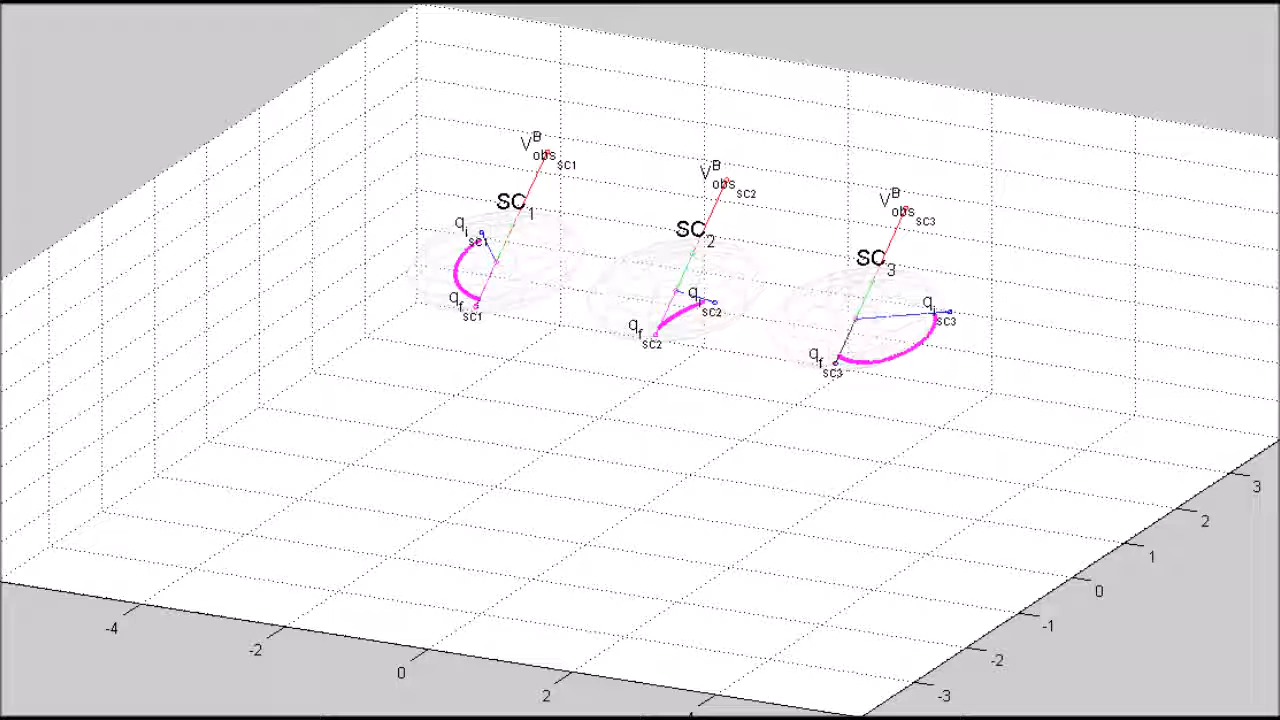 V^B_obs_SC1
SC_1
q_i_SC1
q_f_SC1
V^B_obs_SC2
SC_2
q_i_SC2
q_f_SC2
V^B_obs_SC3
SC_3
q_i_SC3
q_f_SC3
3
2
1
0
-1
-2
-3
-4
-2
0
2